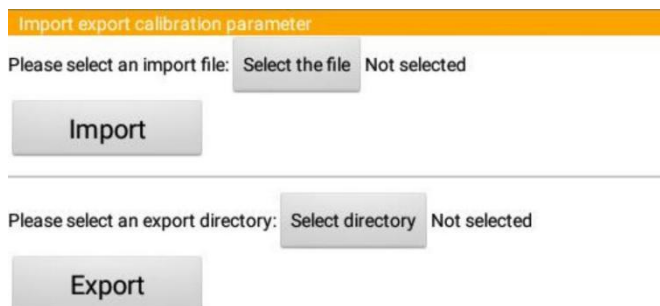 Import export calibration parameter
Please select an import file: Select the file Not selected
Import
Please select an export directory: Select directory Not selected
Export